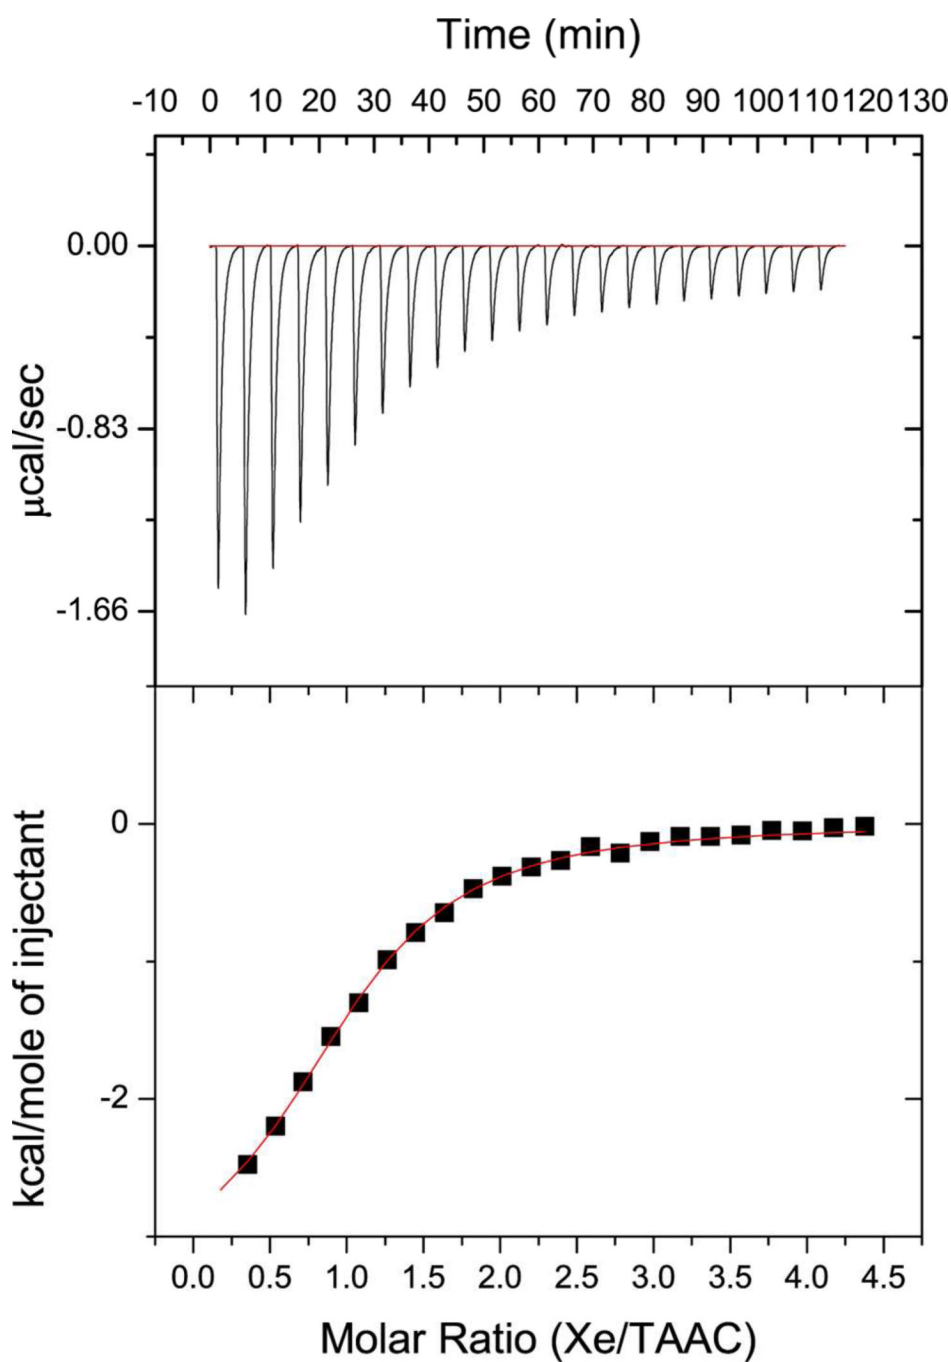 Time (min)
-10 0 10 20 30 40 50 60 70 80 90 100 110 120 130
0.00
-0.83
-1.66
μcal/sec
0
-2
kcal/mole of injectant
0.0 0.5 1.0 1.5 2.0 2.5 3.0 3.5 4.0 4.5
Molar Ratio (Xe/TAAC)